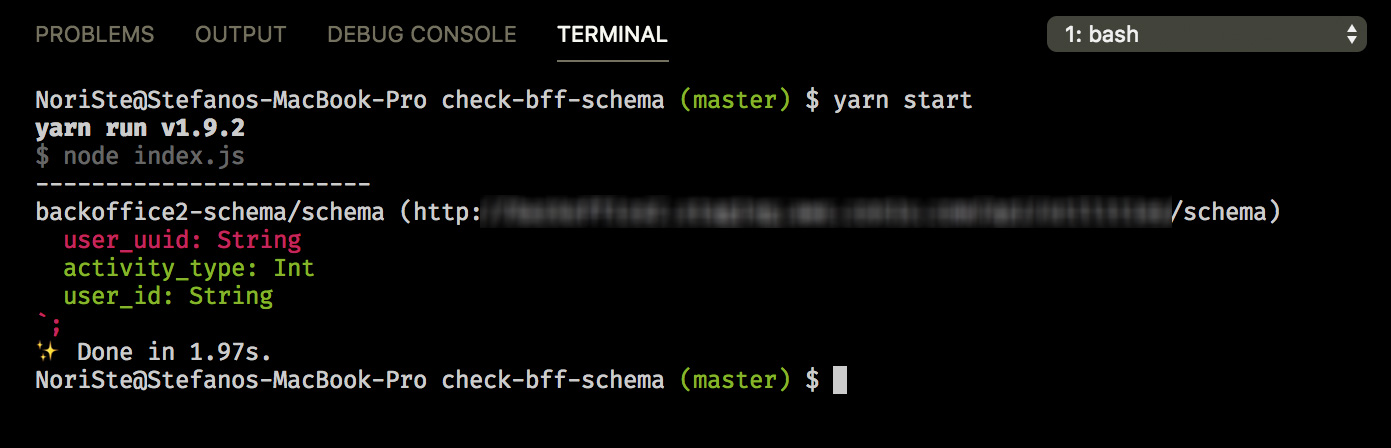 PROBLEMS OUTPUT DEBUG CONSOLE TERMINAL 1: bash
NoriSte@Stefanos-MacBook-Pro check-bff-schema (master) $ yarn start
yarn run v1.9.2
$ node index.js
------------------------
backoffice2-schema/schema (http: /schema)
user_uuid: String
activity_type: Int
user_id: String
`;
✨ Done in 1.97s.
NoriSte@Stefanos-MacBook-Pro check-bff-schema (master) $